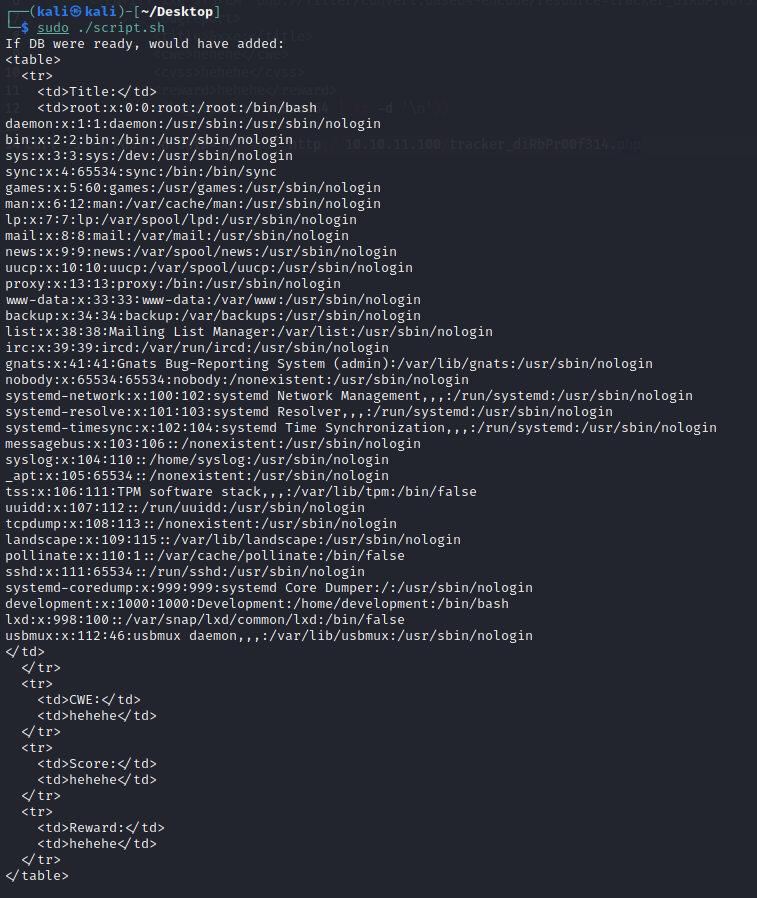 ┌──(kali㉿kali)-[~/Desktop]
└─$ sudo ./script.sh
If DB were ready, would have added:
<table>
  <tr>
    <td>Title:</td>
    <td>root:x:0:0:root:/root:/bin/bash
daemon:x:1:1:daemon:/usr/sbin:/usr/sbin/nologin
bin:x:2:2:bin:/bin:/usr/sbin/nologin
sys:x:3:3:sys:/dev:/usr/sbin/nologin
sync:x:4:65534:sync:/bin:/bin/sync
games:x:5:60:games:/usr/games:/usr/sbin/nologin
man:x:6:12:man:/var/cache/man:/usr/sbin/nologin
lp:x:7:7:lp:/var/spool/lpd:/usr/sbin/nologin
mail:x:8:8:mail:/var/mail:/usr/sbin/nologin
news:x:9:9:news:/var/spool/news:/usr/sbin/nologin
uucp:x:10:10:uucp:/var/spool/uucp:/usr/sbin/nologin
proxy:x:13:13:proxy:/bin:/usr/sbin/nologin
www-data:x:33:33:www-data:/var/www:/usr/sbin/nologin
backup:x:34:34:backup:/var/backups:/usr/sbin/nologin
list:x:38:38:Mailing List Manager:/var/list:/usr/sbin/nologin
irc:x:39:39:ircd:/var/run/ircd:/usr/sbin/nologin
gnats:x:41:41:Gnats Bug-Reporting System (admin):/var/lib/gnats:/usr/sbin/nologin
nobody:x:65534:65534:nobody:/nonexistent:/usr/sbin/nologin
systemd-network:x:100:102:systemd Network Management,,,:/run/systemd:/usr/sbin/nologin
systemd-resolve:x:101:103:systemd Resolver,,,:/run/systemd:/usr/sbin/nologin
systemd-timesync:x:102:104:systemd Time Synchronization,,,:/run/systemd:/usr/sbin/nologin
messagebus:x:103:106::/nonexistent:/usr/sbin/nologin
syslog:x:104:110::/home/syslog:/usr/sbin/nologin
_apt:x:105:65534::/nonexistent:/usr/sbin/nologin
tss:x:106:111:TPM software stack,,,:/var/lib/tpm:/bin/false
uuidd:x:107:112::/run/uuidd:/usr/sbin/nologin
tcpdump:x:108:113::/nonexistent:/usr/sbin/nologin
landscape:x:109:115::/var/lib/landscape:/usr/sbin/nologin
pollinate:x:110:1::/var/cache/pollinate:/bin/false
sshd:x:111:65534::/run/sshd:/usr/sbin/nologin
systemd-coredump:x:999:999:systemd Core Dumper:/:/usr/sbin/nologin
development:x:1000:1000:Development:/home/development:/bin/bash
lxd:x:998:100::/var/snap/lxd/common/lxd:/bin/false
usbmux:x:112:46:usbmux daemon,,,:/var/lib/usbmux:/usr/sbin/nologin
</td>
  </tr>
  <tr>
    <td>CWE:</td>
    <td>hehehe</td>
  </tr>
  <tr>
    <td>Score:</td>
    <td>hehehe</td>
  </tr>
  <tr>
    <td>Reward:</td>
    <td>hehehe</td>
  </tr>
</table>